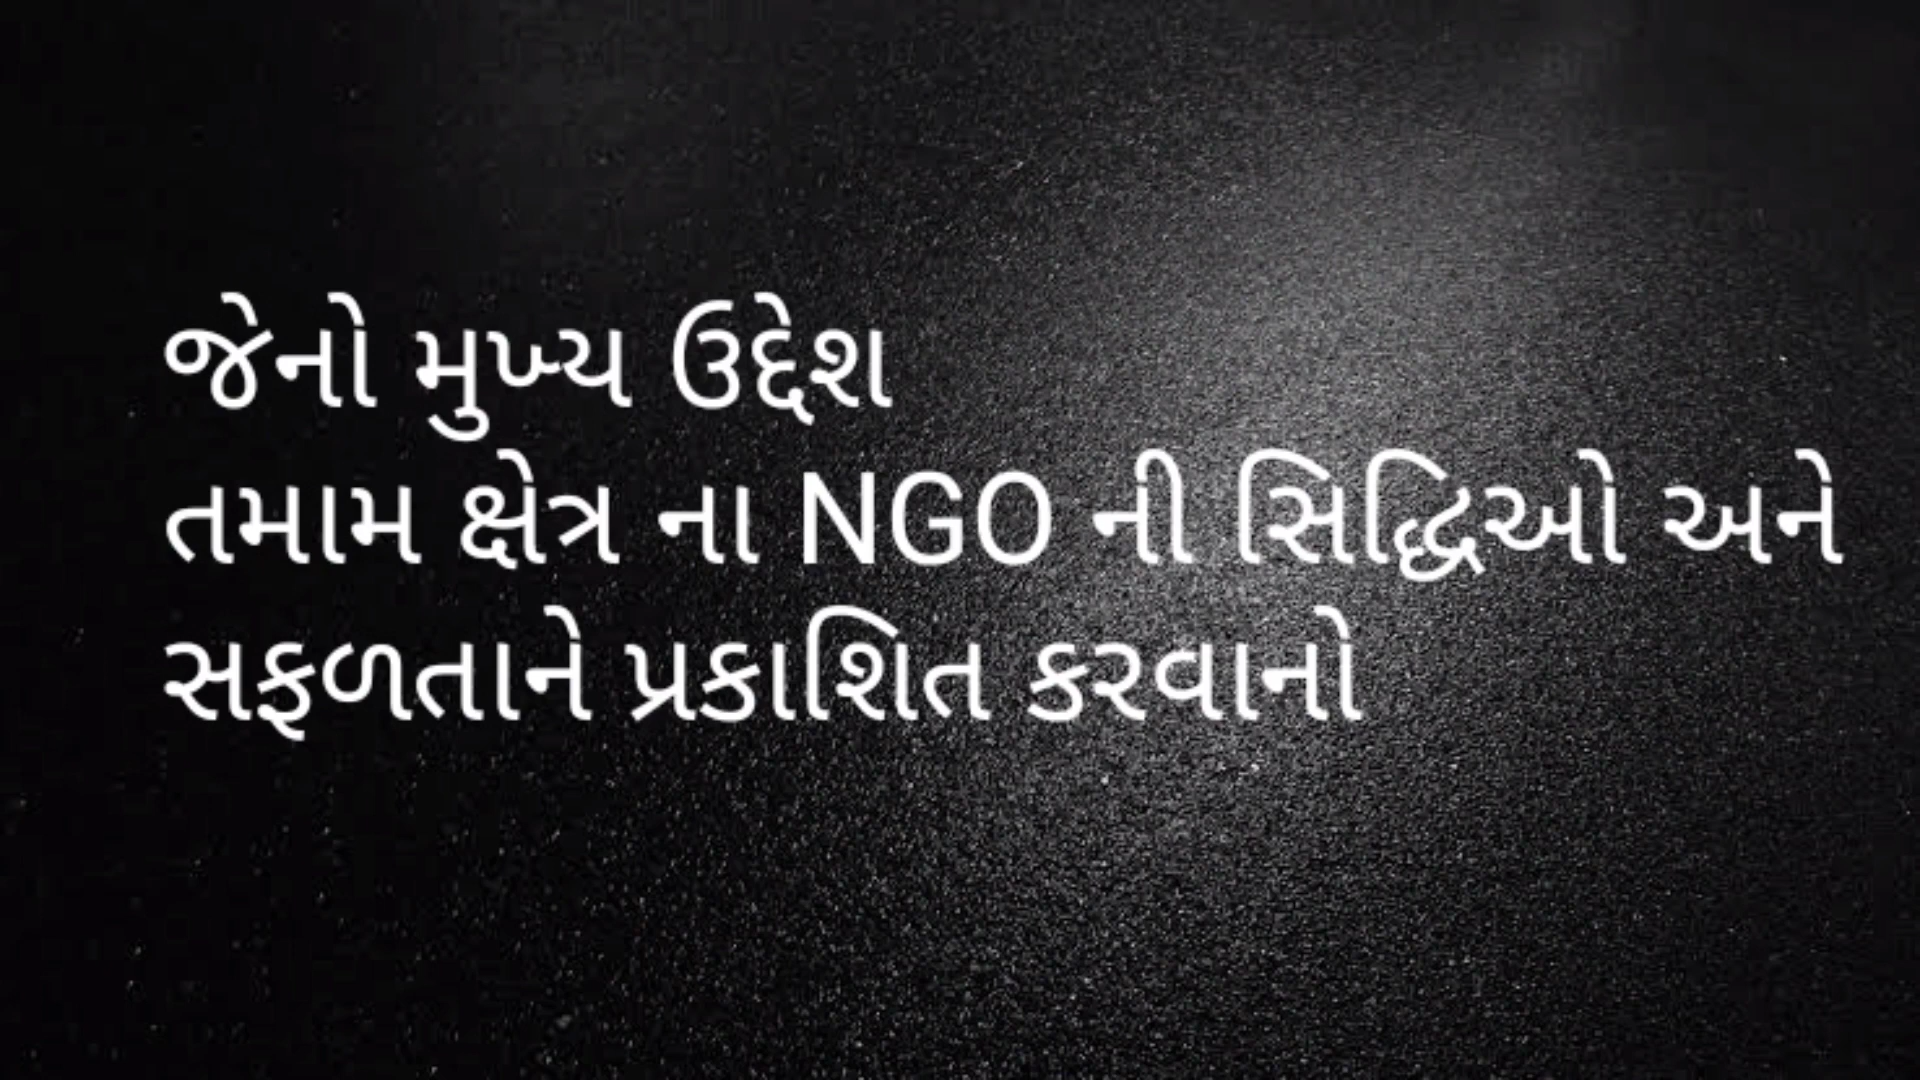 જેનો મુખ્ય ઉદ્દેશ
તમામ ક્ષેત્ર ના NGO ની સિદ્ધિઓ અને
સફળતાને પ્રકાશિત કરવાનો